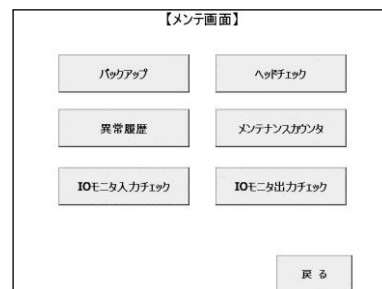 【メンテ画面】
バックアップ
ヘッドチェック
異常履歴
メンテナンスカウンタ
IOモニタ入力チェック
IOモニタ出力チェック
戻る